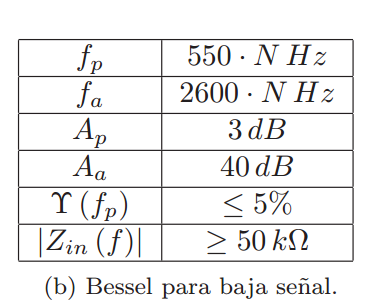 f_p 550 · N Hz
f_a 2600 · N Hz
A_p 3 dB
A_a 40 dB
ϒ (f_p) ≤ 5%
|Z_in (f)| ≥ 50 kΩ
(b) Bessel para baja señal.